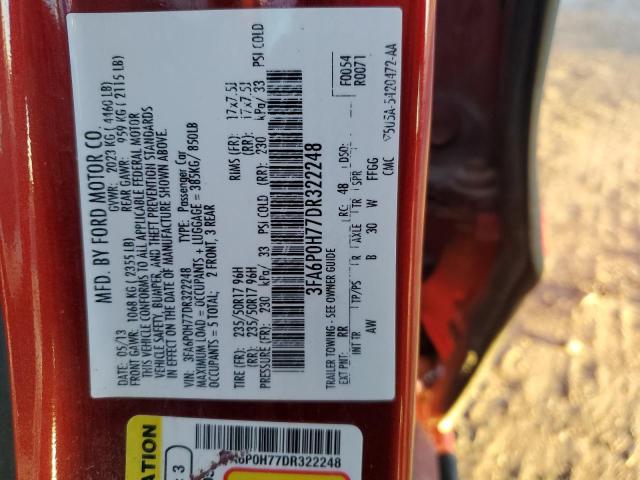 MFD. BY FORD MOTOR CO.
DATE: 05/13 GVWR: 2023 KG ( 4460 LB)
FRONT GAWR: 1068 KG ( 2355LB) REAR GAWR: 959 KG ( 2115 LB)
THIS VEHICLE CONFORMS TO ALL APPLICABLE FEDERAL MOTOR
VEHICLE SAFETY, BUMPER, AND THEFT PREVENTION STANDARDS
IN EFFECT ON THE DATE OF MANUFACTURE SHOWN ABOVE.
VIN: 3FA6P0H77DR322248 TYPE: Passenger Car
MAXIMUM LOAD = OCCUPANTS + LUGGAGE = 385KG/ 850LB
OCCUPANTS = 5 TOTAL: 2 FRONT, 3 REAR
TIRE (FR): 235/50R17 96H RIMS (FR): 17x7.5J
(RR): 235/50R17 96H (RR): 17x7.5J
PRESSURE (FR): 230 kPa/ 33 PSI COLD (RR): 230 kPa/ 33 PSI COLD
3FA6P0H77DR322248
F0054
R0071
TRAILER TOWING - SEE OWNER GUIDE
EXT PNT: RR RC: 48 DSO:
INT TR TP/PS R AXLE TR SPR
AW B 30 W FFGG
CMC V5U5A-5420472-AA
3
3FA6P0H77DR322248